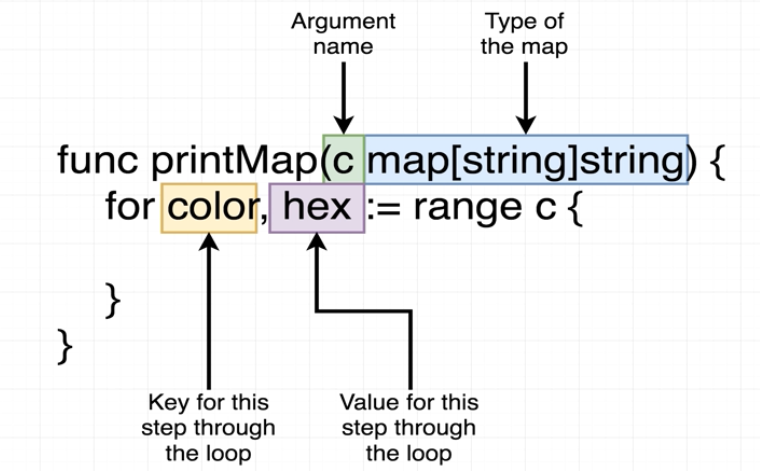 Argument
name
Type of
the map
func printMap(c map[string]string) {
for color, hex := range c {
}
}
Key for this
step through
the loop
Value for this
step through
the loop